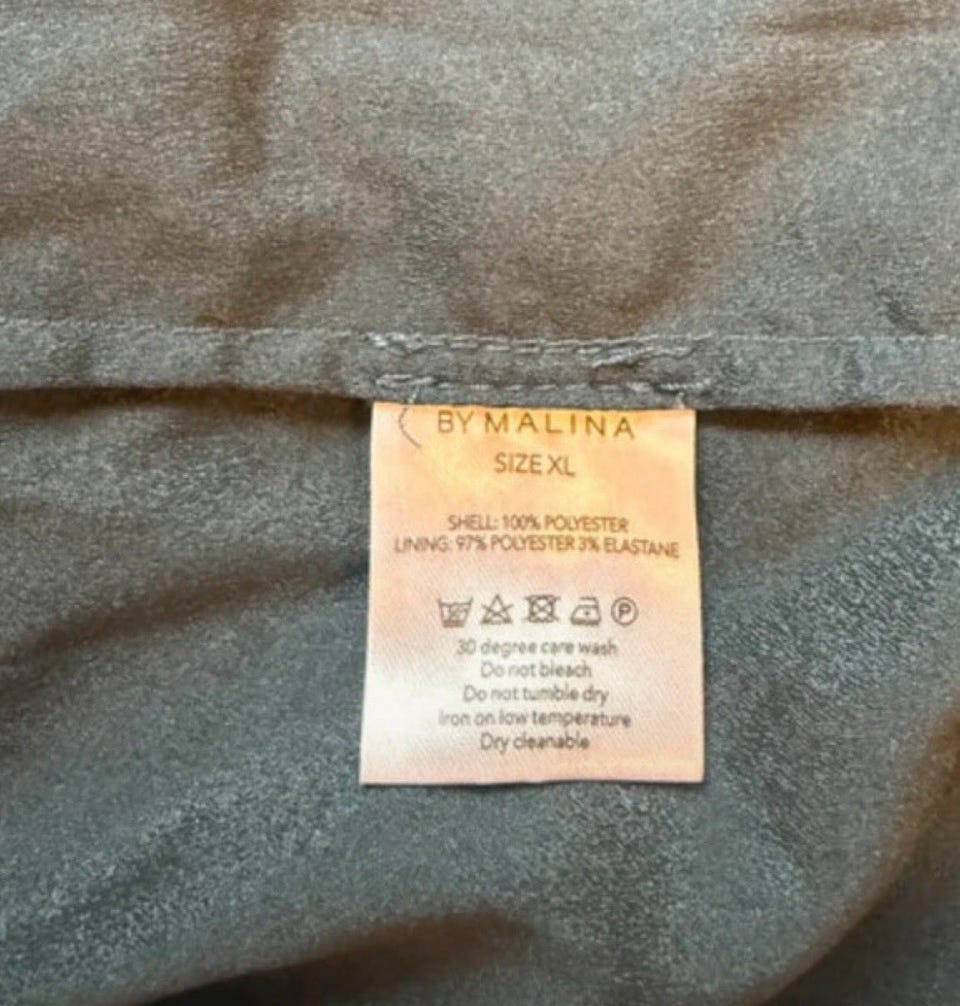 BY MALINA
SIZE XL
SHELL: 100% POLYESTER
LINING: 97% POLYESTER 3% ELASTANE
P
30 degree care wash
Do not bleach
Do not tumble dry
Iron on low temperature
Dry cleanable